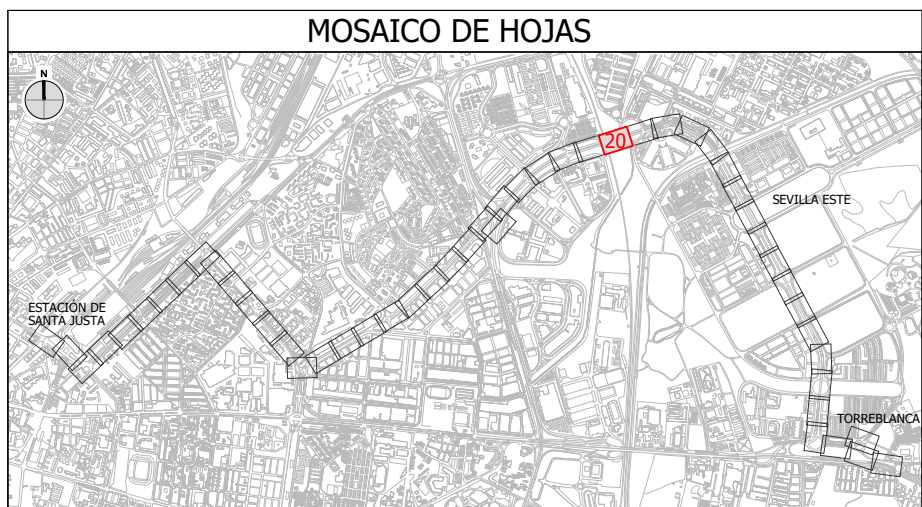 MOSAICO DE HOJAS
N
20
SEVILLA ESTE
ESTACIÓN DE
SANTA JUSTA
TORREBLANCA